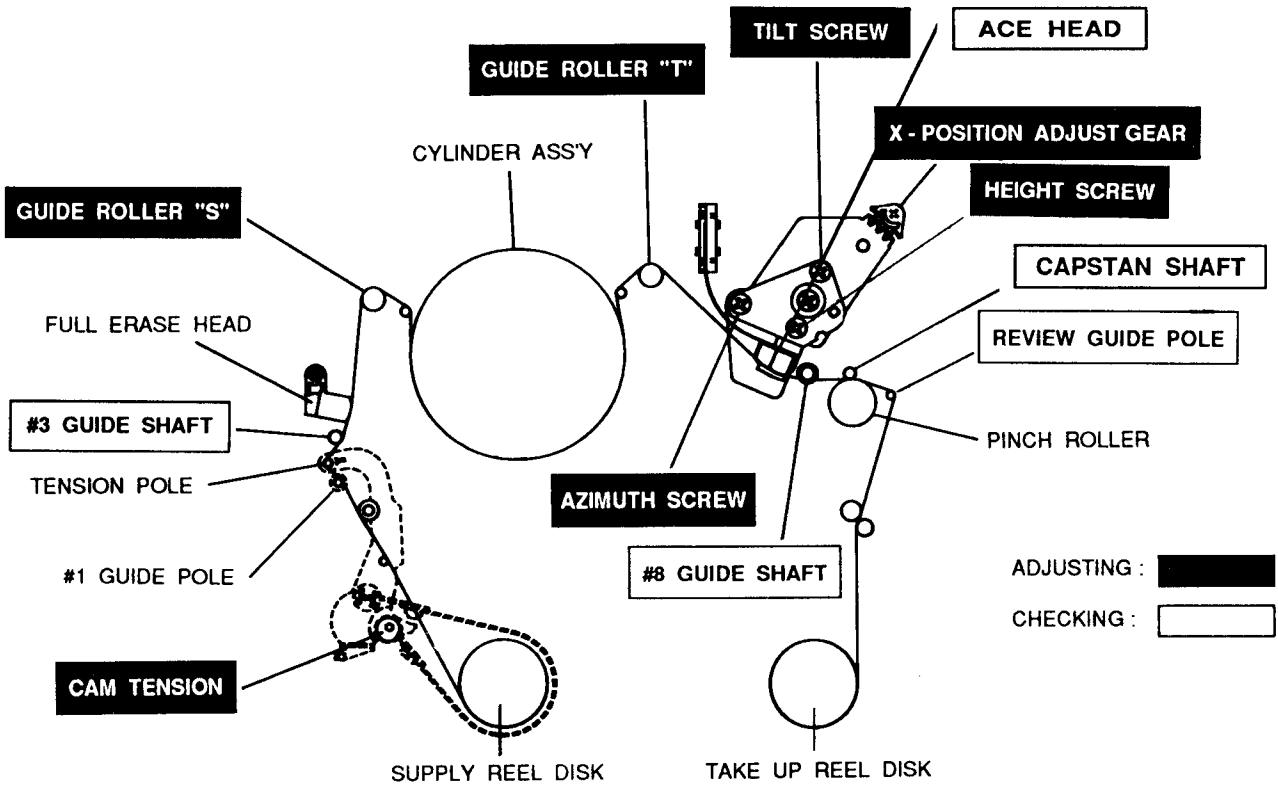 TILT SCREW
ACE HEAD
GUIDE ROLLER "T"
X - POSITION ADJUST GEAR
CYLINDER ASS'Y
HEIGHT SCREW
GUIDE ROLLER "S"
CAPSTAN SHAFT
FULL ERASE HEAD
REVIEW GUIDE POLE
#3 GUIDE SHAFT
PINCH ROLLER
TENSION POLE
AZIMUTH SCREW
#1 GUIDE POLE
#8 GUIDE SHAFT
ADJUSTING :
CHECKING :
CAM TENSION
SUPPLY REEL DISK
TAKE UP REEL DISK